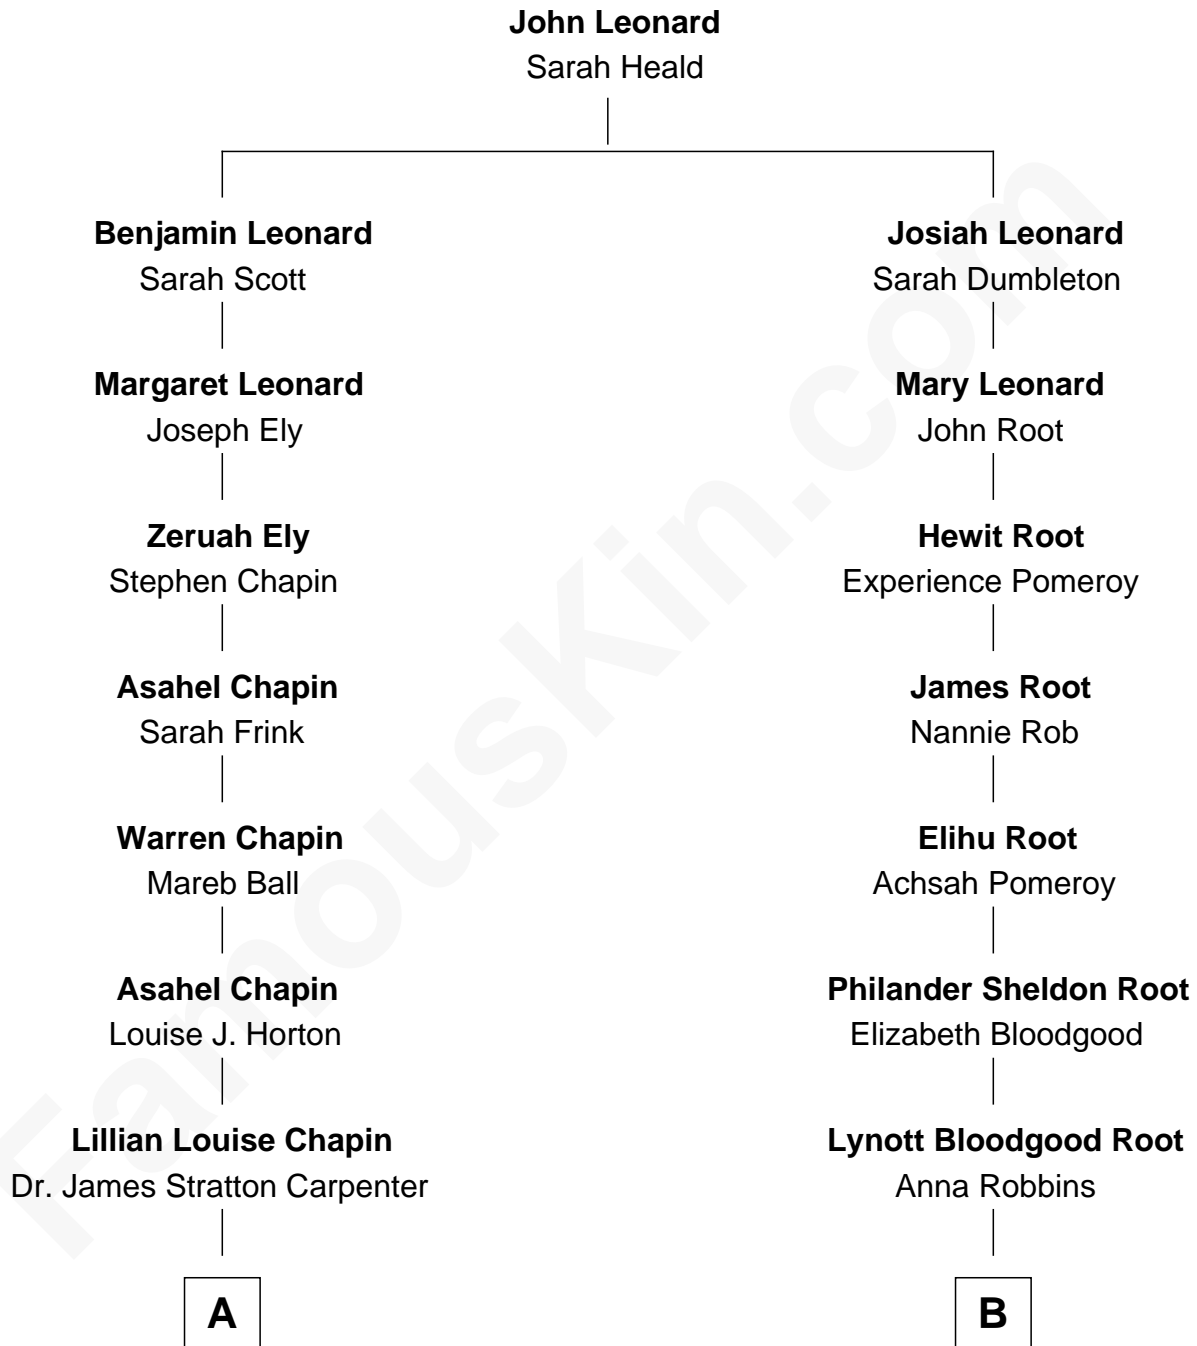 John Leonard
Sarah Heald
Benjamin Leonard
Sarah Scott
Josiah Leonard
Sarah Dumbleton
Margaret Leonard
Joseph Ely
Mary Leonard
John Root
Zeruah Ely
Stephen Chapin
Hewit Root
Experience Pomeroy
Asahel Chapin
Sarah Frink
James Root
Nannie Rob
Warren Chapin
Mareb Ball
Elihu Root
Achsah Pomeroy
Asahel Chapin
Louise J. Horton
Philander Sheldon Root
Elizabeth Bloodgood
Lillian Louise Chapin
Dr. James Stratton Carpenter
Lynott Bloodgood Root
Anna Robbins
A
B
FamousKin.com